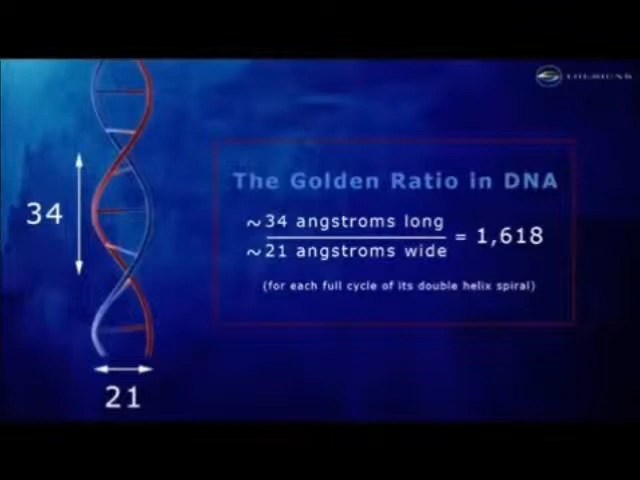 The Golden Ratio in DNA
~34 angstroms long
~21 angstroms wide
= 1,618
(for each full cycle of its double helix spiral)
34
21